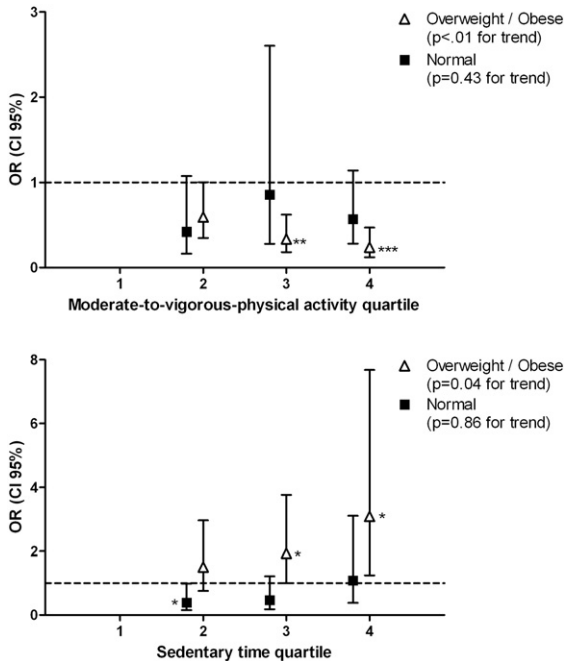 3
2
1
0
OR (CI 95%)
Overweight / Obese
(p<.01 for trend)
Normal
(p=0.43 for trend)
**
***
1 2 3 4
Moderate-to-vigorous-physical activity quartile
8
6
4
2
0
OR (CI 95%)
Overweight / Obese
(p=0.04 for trend)
Normal
(p=0.86 for trend)
*
*
*
1 2 3 4
Sedentary time quartile